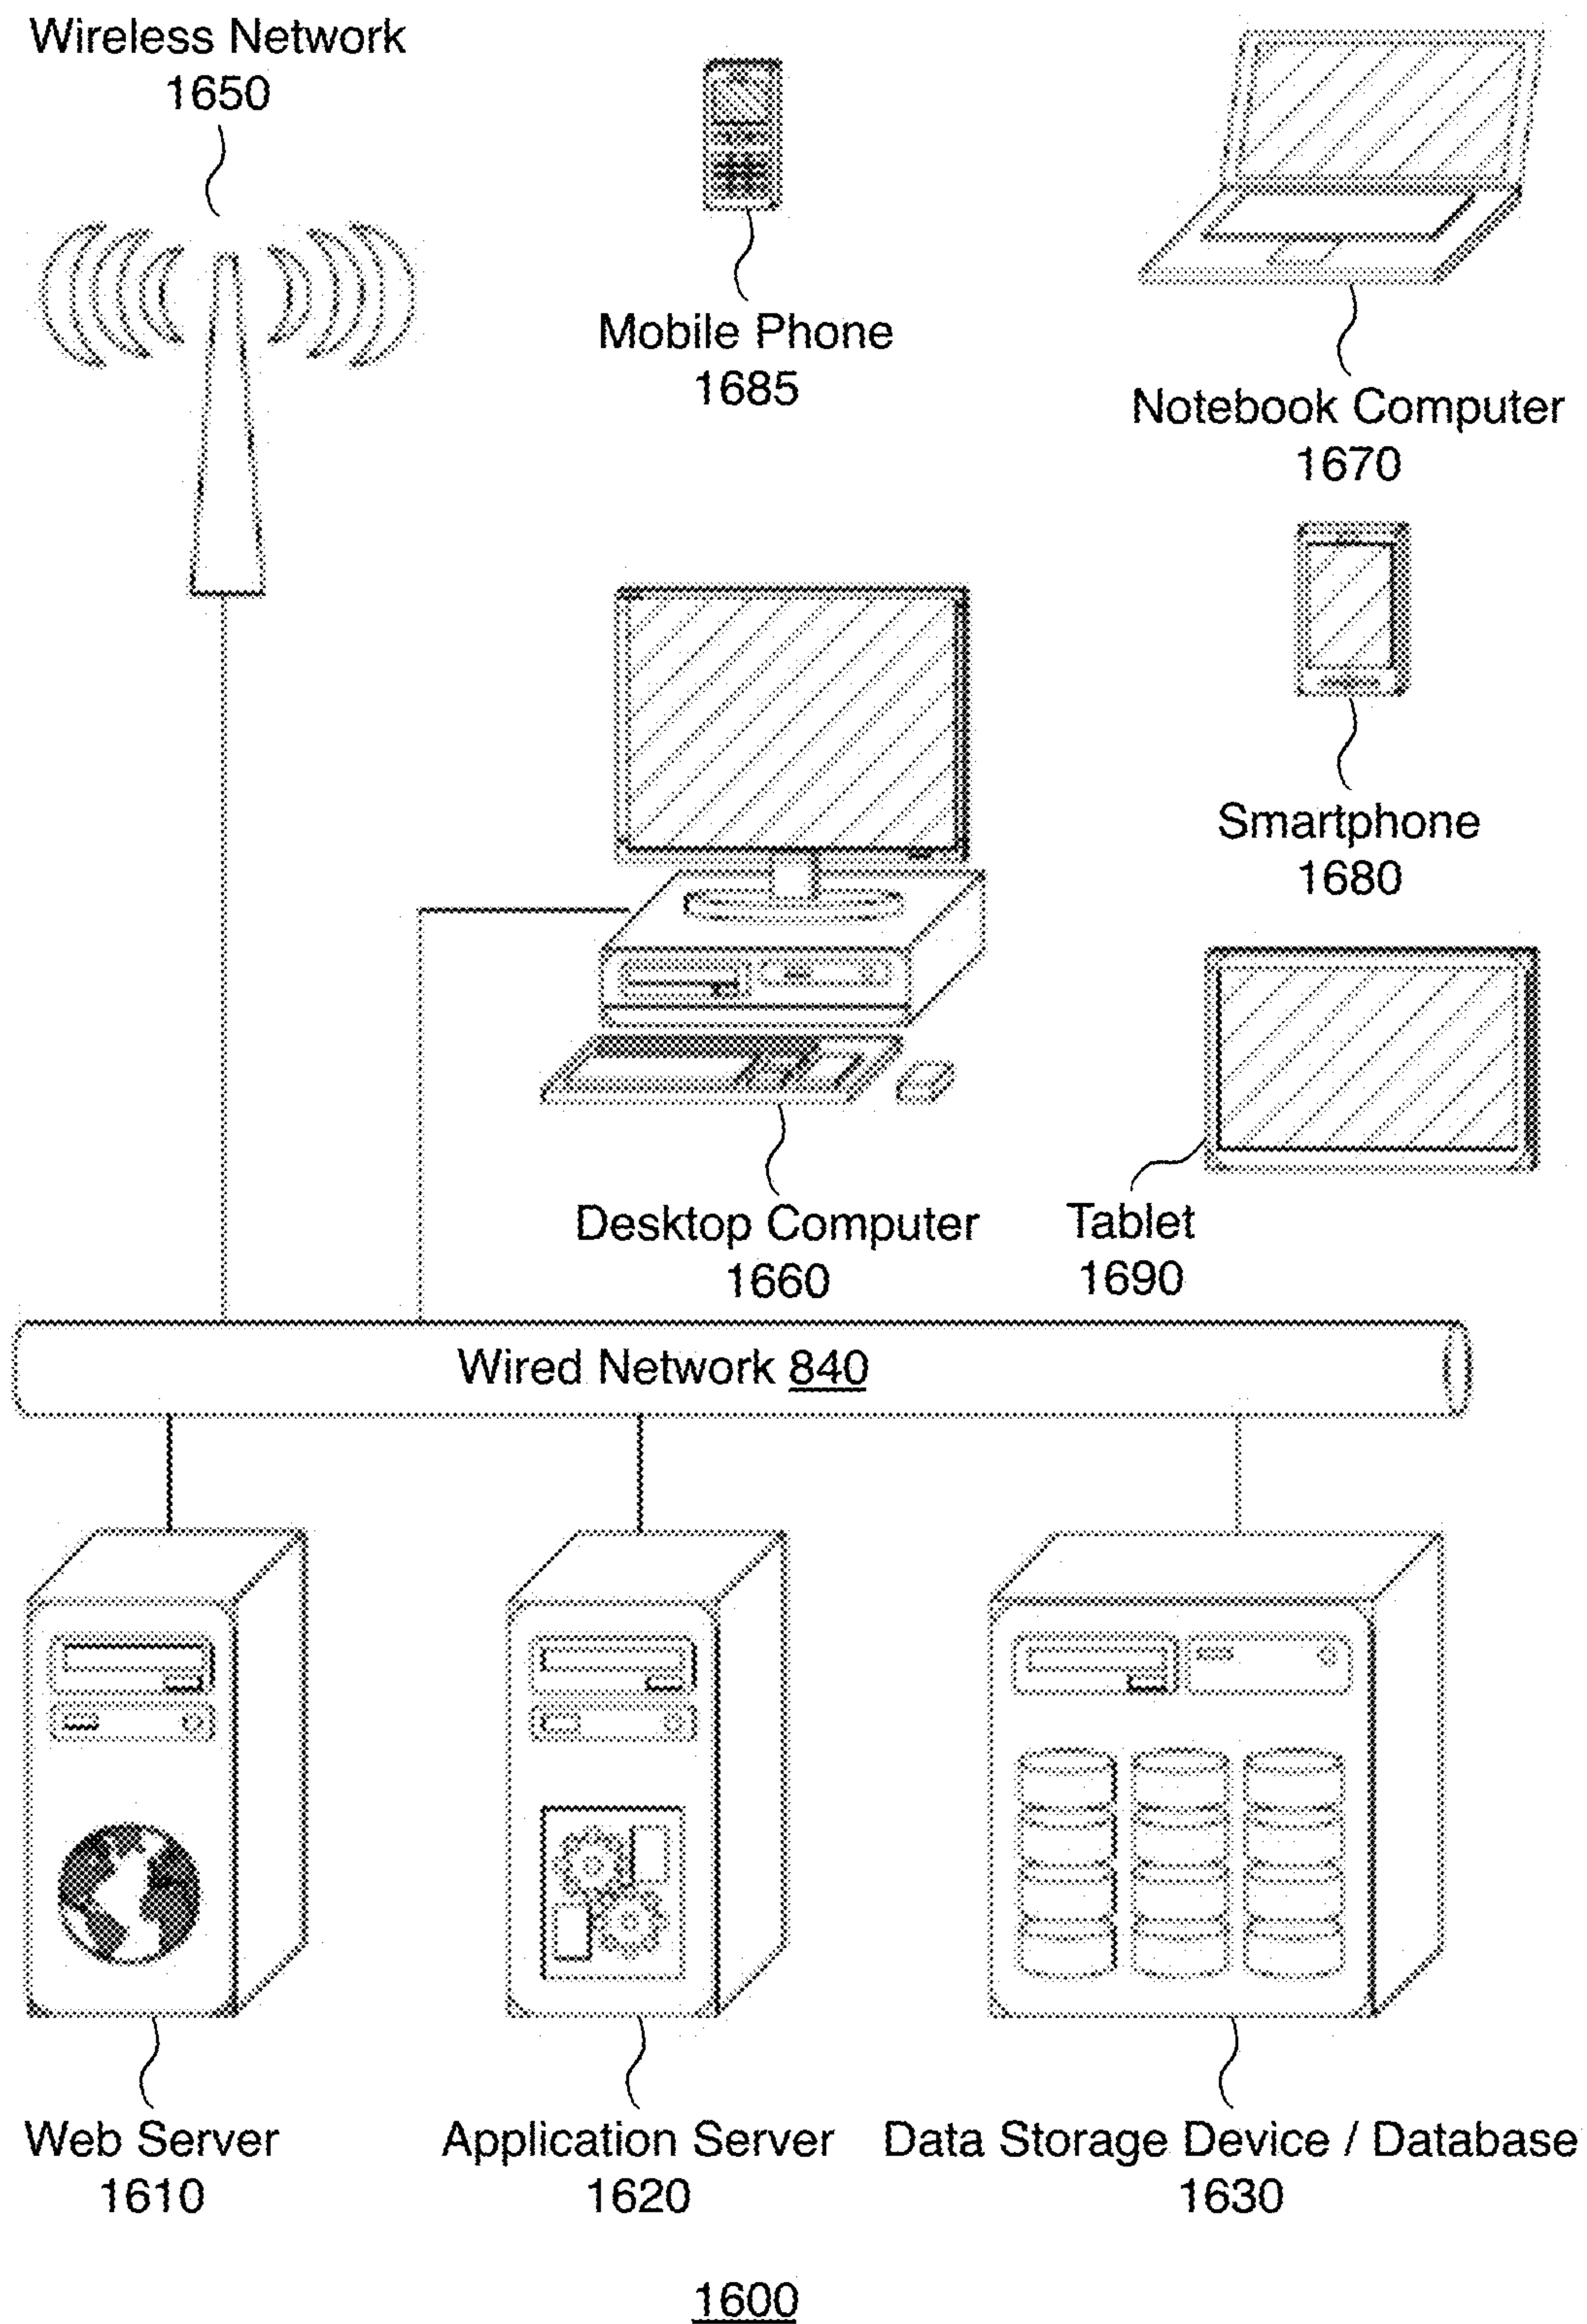 Wireless Network
1650
Mobile Phone
1685
Notebook Computer
1670
Smartphone
1680
Desktop Computer
1660
Tablet
1690
Wired Network 840
Web Server
1610
Application Server
1620
Data Storage Device / Database
1630
1600